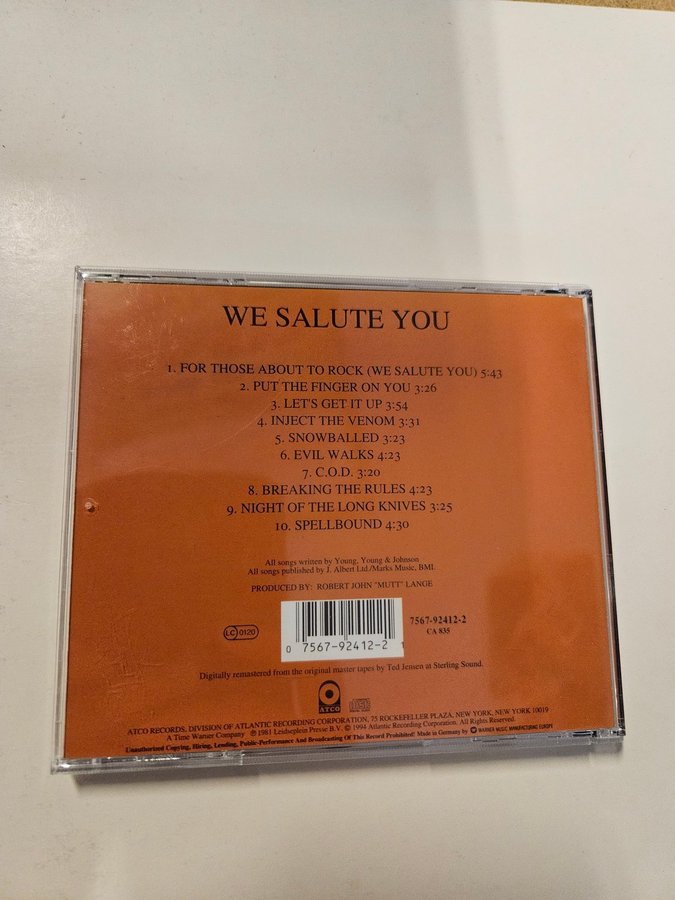 WE SALUTE YOU
1. FOR THOSE ABOUT TO ROCK (WE SALUTE YOU) 5:43
2. PUT THE FINGER ON YOU 3:26
3. LET'S GET IT UP 3:54
4. INJECT THE VENOM 3:31
5. SNOWBALLED 3:23
6. EVIL WALKS 4:23
7. C.O.D. 3:20
8. BREAKING THE RULES 4:23
9. NIGHT OF THE LONG KNIVES 3:25
10. SPELLBOUND 4:30
All songs written by Young, Young & Johnson
All songs published by J. Albert Ltd./Marks Music, BMI.
PRODUCED BY: ROBERT JOHN "MUTT" LANGE
LC 0120
0 7567-92412-2 1
7567-92412-2
CA 835
Digitally remastered from the original master tapes by Ted Jensen at Sterling Sound.
ATCO
ATCO RECORDS, DIVISION OF ATLANTIC RECORDING CORPORATION, 75 ROCKEFELLER PLAZA, NEW YORK, NEW YORK 10019
A Time Warner Company ℗ 1981 Leidseplein Presse B.V. © 1994 Atlantic Recording Corporation. All Rights Reserved.
Unauthorized Copying, Hiring, Lending, Public-Performance And Broadcasting Of This Record Prohibited! Made in Germany by WARNER MUSIC MANUFACTURING EUROPE